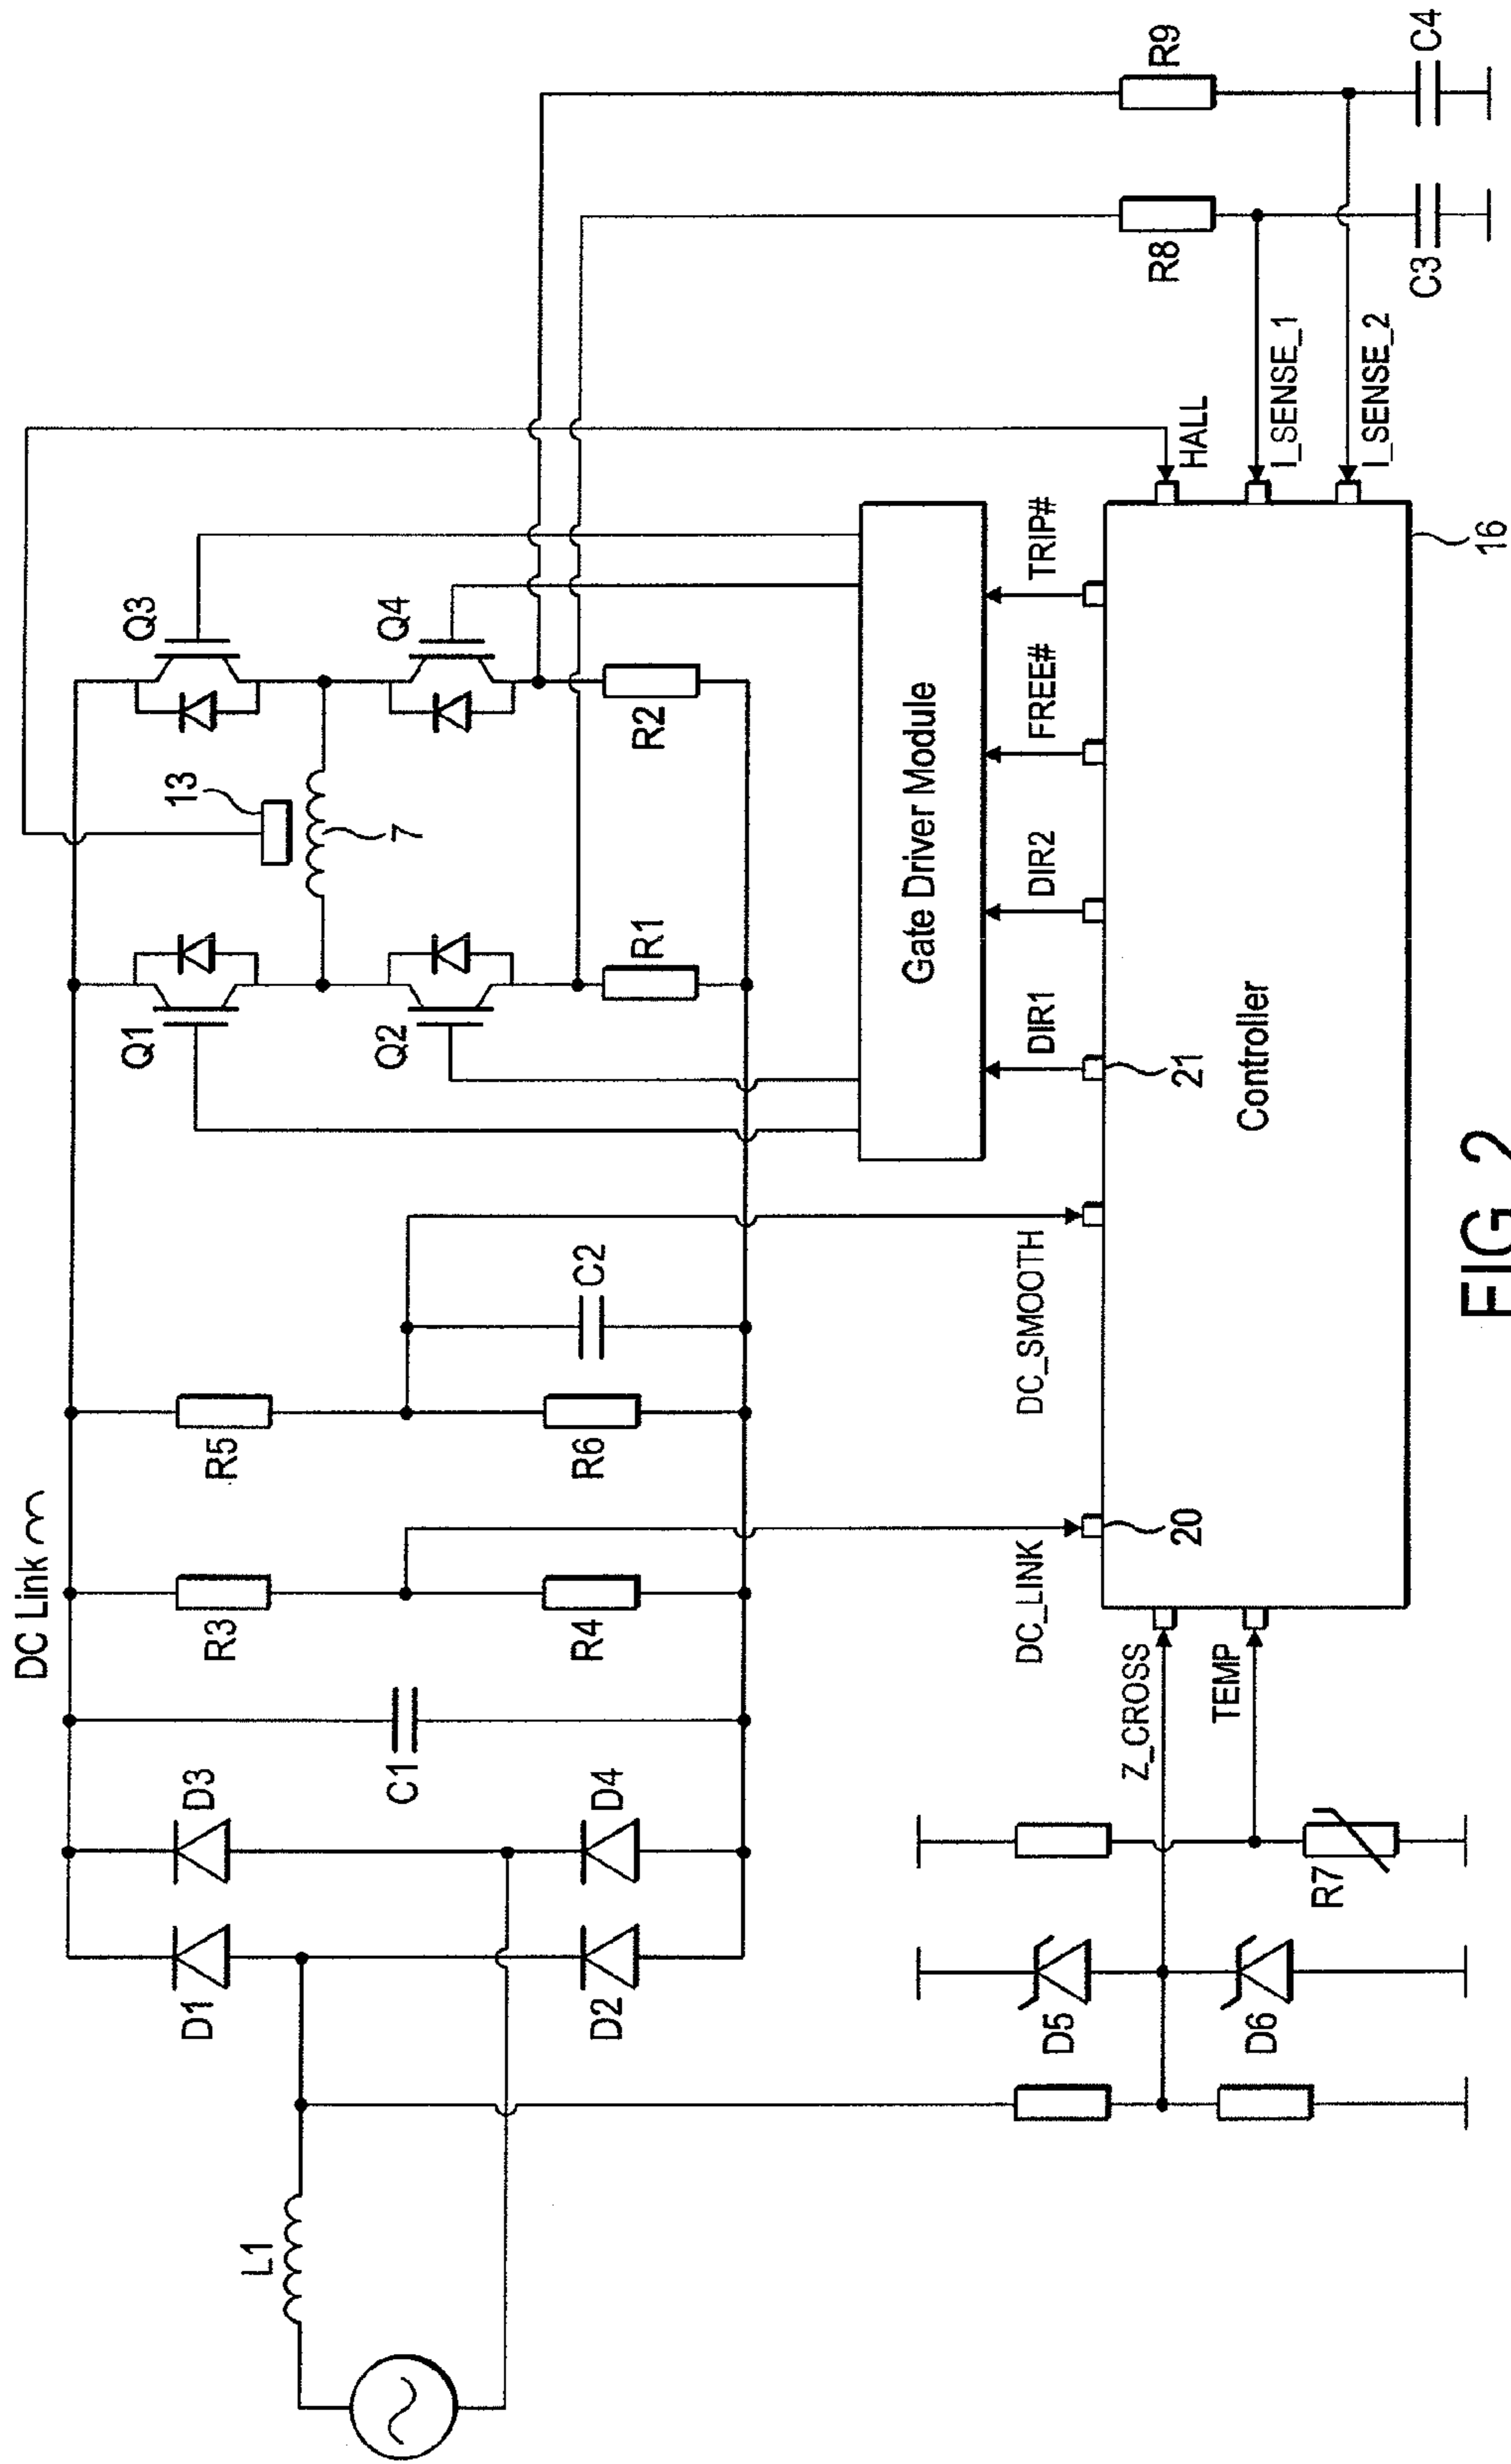 DC Link
L1
D1
D3
D2
D4
C1
R3
R4
R5
R6
C2
Q1
Q2
Q3
Q4
13
7
R1
R2
Gate Driver Module
DIR1
DIR2
FREE#
TRIP#
DC_LINK
DC_SMOOTH
20
21
Controller
Z_CROSS
TEMP
D5
D6
R7
HALL
I_SENSE_1
I_SENSE_2
16
R8
R9
C3
C4
FIG. 2